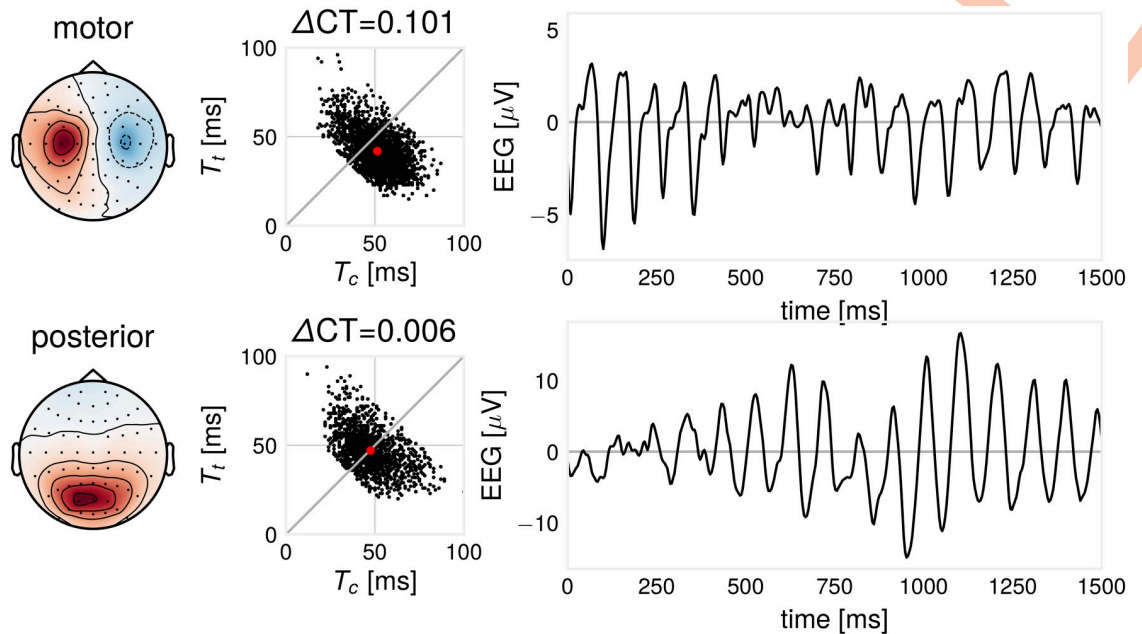 motor
ΔCT=0.101
100
50
0
T_t [ms]
0 50 100
T_c [ms]
5
0
−5
EEG [μV]
0 250 500 750 1000 1250 1500
time [ms]
posterior
ΔCT=0.006
100
50
0
T_t [ms]
0 50 100
T_c [ms]
10
0
−10
EEG [μV]
0 250 500 750 1000 1250 1500
time [ms]